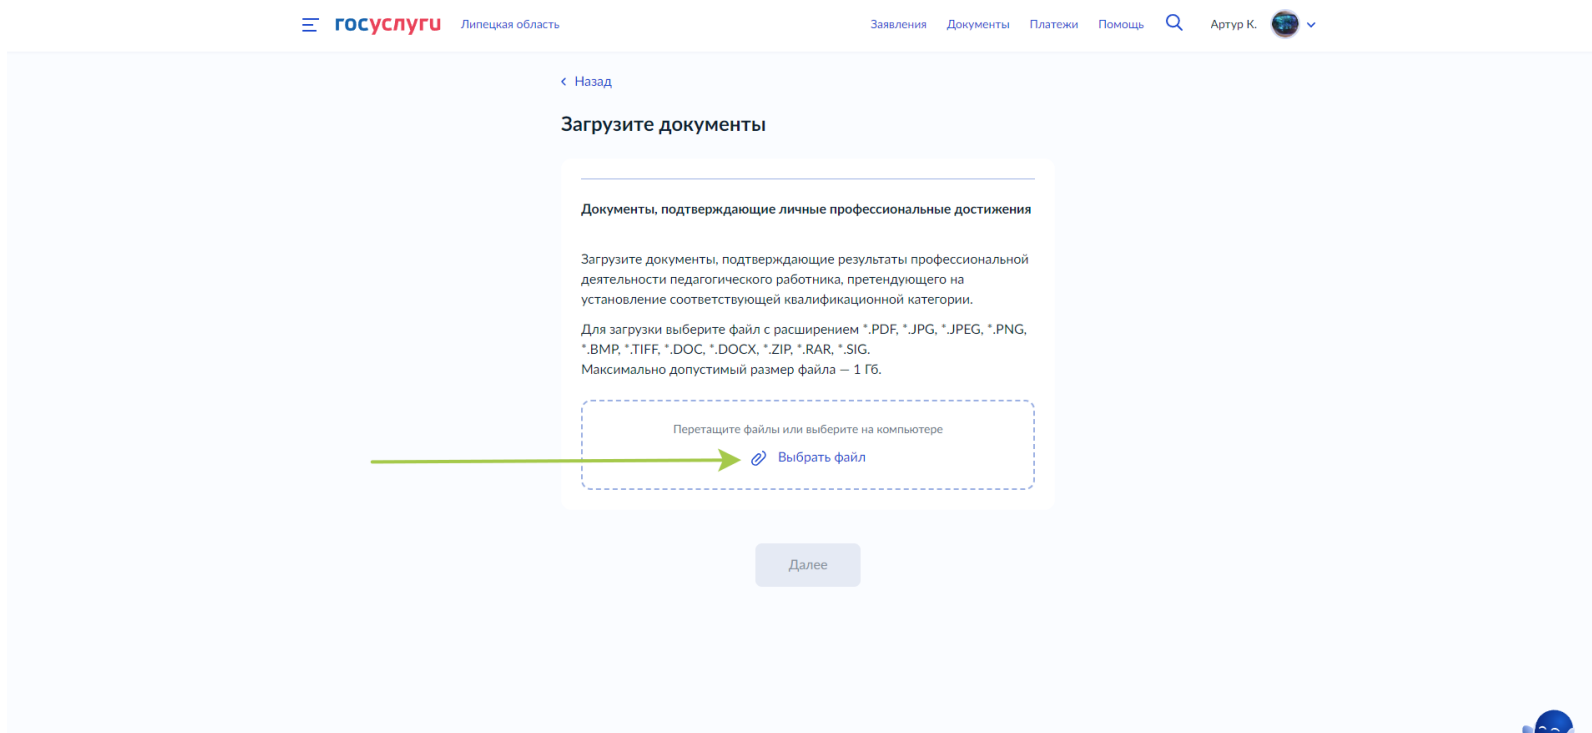 госуслуги Липецкая область Заявления Документы Платежи Помощь Артур К.
Назад
Загрузите документы
Документы, подтверждающие личные профессиональные достижения
Загрузите документы, подтверждающие результаты профессиональной
деятельности педагогического работника, претендующего на
установление соответствующей квалификационной категории.
Для загрузки выберите файл с расширением *.PDF, *.JPG, *.JPEG, *.PNG,
*.BMP, *.TIFF, *.DOC, *.DOCX, *.ZIP, *.RAR, *.SIG.
Максимально допустимый размер файла — 1 Гб.
Перетащите файлы или выберите на компьютере
Выбрать файл
Далее